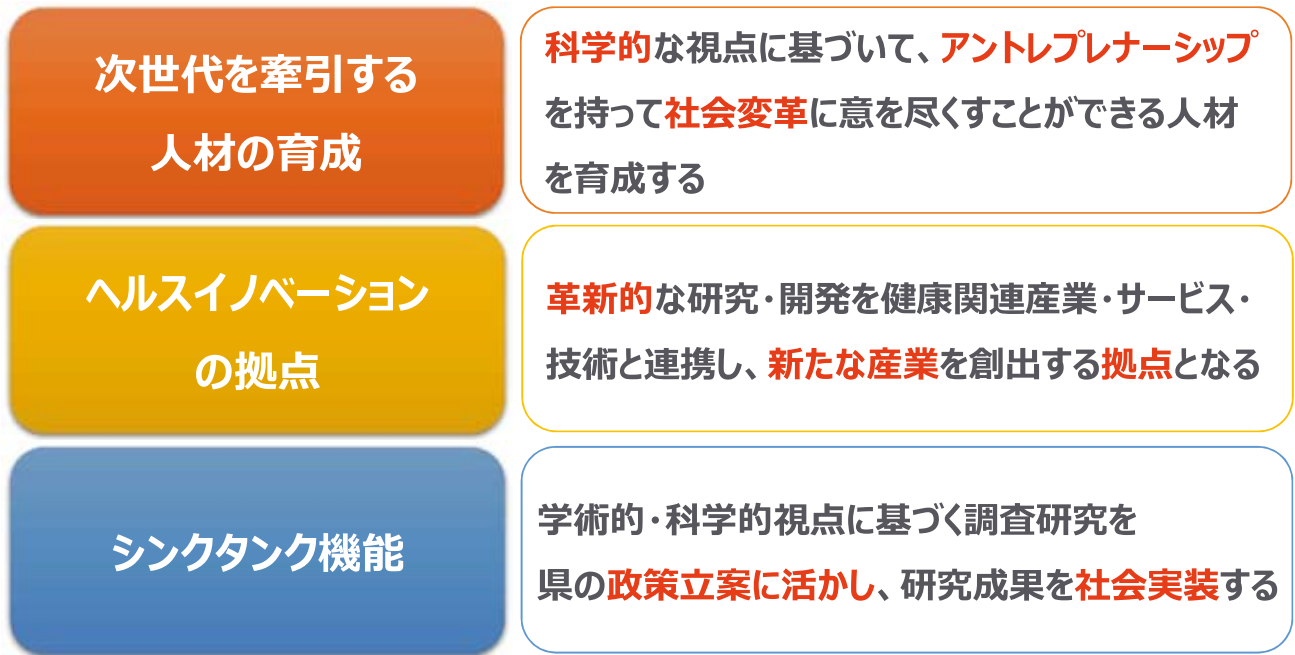 次世代を牽引する
人材の育成
科学的な視点に基づいて、アントレプレナーシップ
を持って社会変革に意を尽くすことができる人材
を育成する
ヘルスイノベーション
の拠点
革新的な研究・開発を健康関連産業・サービス・
技術と連携し、新たな産業を創出する拠点となる
シンクタンク機能
学術的・科学的視点に基づく調査研究を
県の政策立案に活かし、研究成果を社会実装する